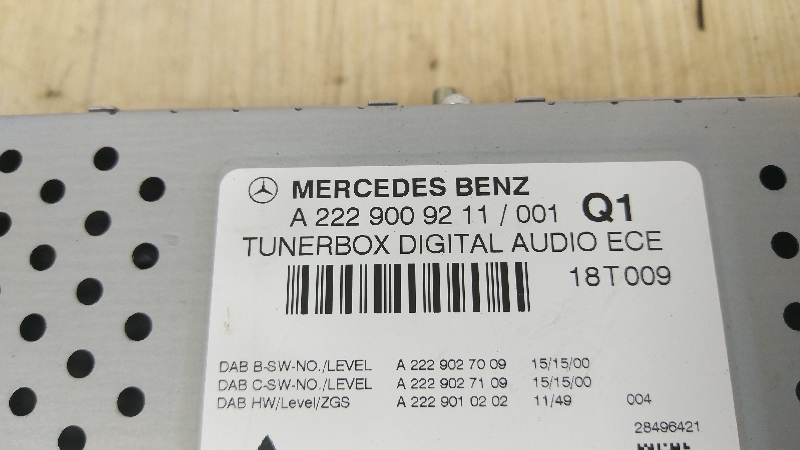 MERCEDES BENZ
A 222 900 92 11 / 001 Q1
TUNERBOX DIGITAL AUDIO ECE
18T009
DAB B-SW-NO./LEVEL A 222 902 70 09 15/15/00
DAB C-SW-NO./LEVEL A 222 902 71 09 15/15/00
DAB HW/Level/ZGS A 222 901 02 02 11/49 004
28496421